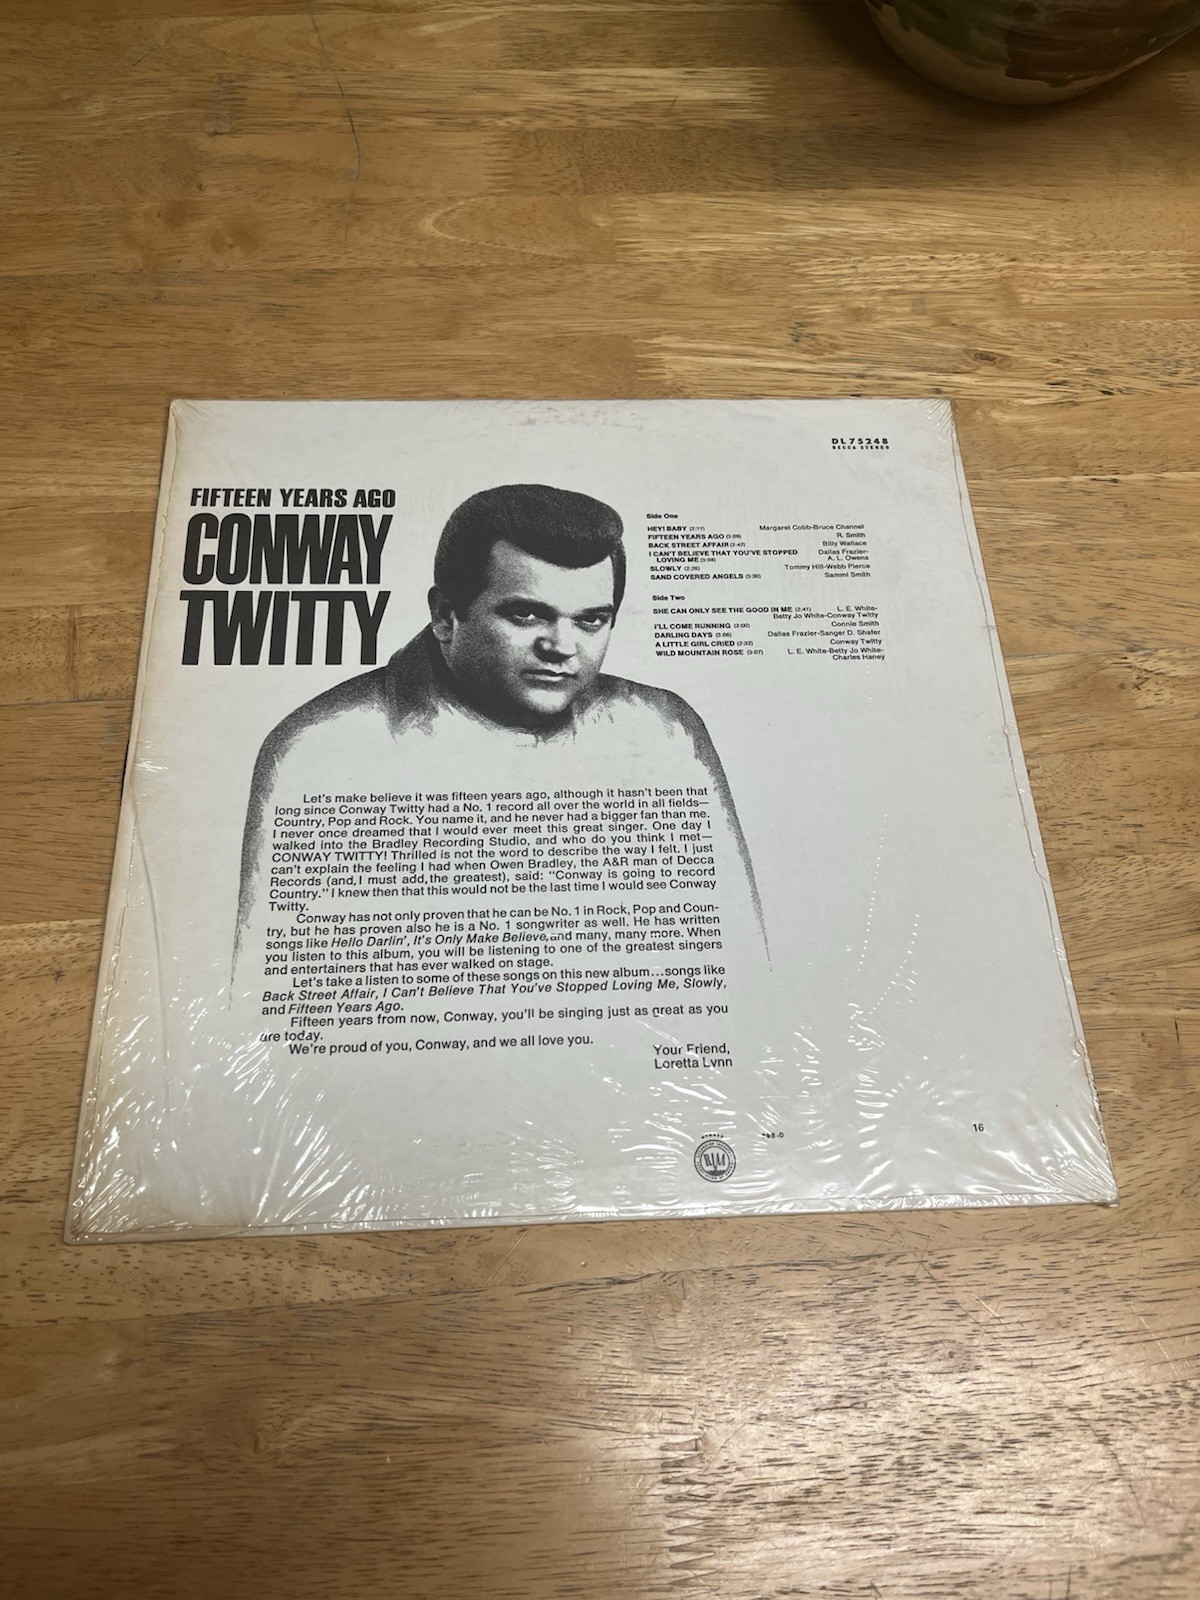 DL 75248
DECCA STEREO
FIFTEEN YEARS AGO
CONWAY
TWITTY
Side One
HEY! BABY (2:11) Margaret Cobb-Bruce Channel
FIFTEEN YEARS AGO (3:09) R. Smith
BACK STREET AFFAIR (2:42) Billy Wallace
I CAN'T BELIEVE THAT YOU'VE STOPPED Dallas Frazier-
LOVING ME (3:08) A. L. Owens
SLOWLY (2:26) Tommy Hill-Webb Pierce
SAND COVERED ANGELS (3:30) Sammi Smith
Side Two
SHE CAN ONLY SEE THE GOOD IN ME (2:41) L. E. White-
Betty Jo White-Conway Twitty
I'LL COME RUNNING (2:00) Connie Smith
DARLING DAYS (3:06) Dallas Frazier-Sanger D. Shafer
A LITTLE GIRL CRIED (2:33) Conway Twitty
WILD MOUNTAIN ROSE (3:07) L. E. White-Betty Jo White-
Charles Haney
Let's make believe it was fifteen years ago, although it hasn't been that
long since Conway Twitty had a No. 1 record all over the world in all fields—
Country, Pop and Rock. You name it, and he never had a bigger fan than me.
I never once dreamed that I would ever meet this great singer. One day I
walked into the Bradley Recording Studio, and who do you think I met—
CONWAY TWITTY! Thrilled is not the word to describe the way I felt. I just
can't explain the feeling I had when Owen Bradley, the A&R man of Decca
Records (and, I must add, the greatest), said: "Conway is going to record
Country." I knew then that this would not be the last time I would see Conway
Twitty.
Conway has not only proven that he can be No. 1 in Rock, Pop and Coun-
try, but he has proven also he is a No. 1 songwriter as well. He has written
songs like Hello Darlin', It's Only Make Believe, and many, many more. When
you listen to this album, you will be listening to one of the greatest singers
and entertainers that has ever walked on stage.
Let's take a listen to some of these songs on this new album...songs like
Back Street Affair, I Can't Believe That You've Stopped Loving Me, Slowly,
and Fifteen Years Ago.
Fifteen years from now, Conway, you'll be singing just as great as you
are today.
We're proud of you, Conway, and we all love you.
Your Friend,
Loretta Lynn
RIAA
16